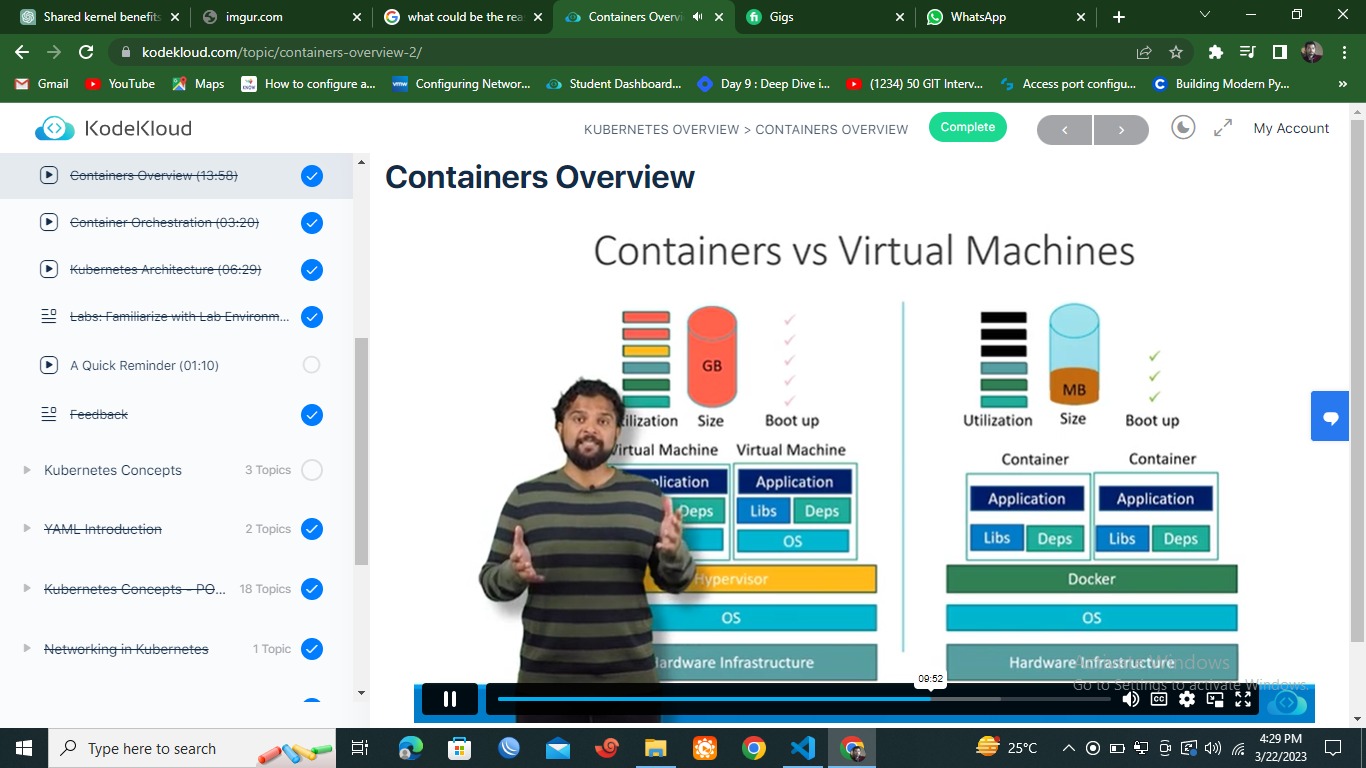 Shared kernel benefits
imgur.com
what could be the rea
Containers Overvi
Gigs
WhatsApp
kodekloud.com/topic/containers-overview-2/
Gmail
YouTube
Maps
How to configure a...
Configuring Networ...
Student Dashboard...
Day 9 : Deep Dive i...
(1234) 50 GIT Interv...
Access port configu...
Building Modern Py...
»
KodeKloud
KUBERNETES OVERVIEW > CONTAINERS OVERVIEW
Complete
My Account
Containers Overview (13:58)
Container Orchestration (03:20)
Kubernetes Architecture (06:29)
Labs: Familiarize with Lab Environm...
A Quick Reminder (01:10)
Feedback
Kubernetes Concepts 3 Topics
YAML Introduction 2 Topics
Kubernetes Concepts - PO... 18 Topics
Networking in Kubernetes 1 Topic
Containers Overview
Containers vs Virtual Machines
GB
ilization Size Boot up
Virtual Machine Virtual Machine
plication Application
Deps Libs Deps
OS
Hypervisor
OS
Hardware Infrastructure
MB
Utilization Size Boot up
Container Container
Application Application
Libs Deps Libs Deps
Docker
OS
Hardware Infrastructure
Activate Windows
Go to Settings to activate Windows.
09:52
CC
Type here to search
25°C
4:29 PM
3/22/2023